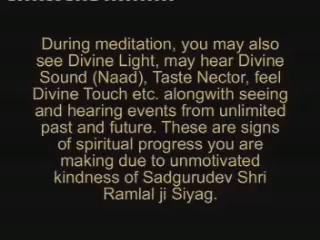 During meditation, you may also
see Divine Light, may hear Divine
Sound (Naad), Taste Nector, feel
Divine Touch etc. alongwith seeing
and hearing events from unlimited
past and future. These are signs
of spiritual progress you are
making due to unmotivated
kindness of Sadgurudev Shri
Ramlal ji Siyag.